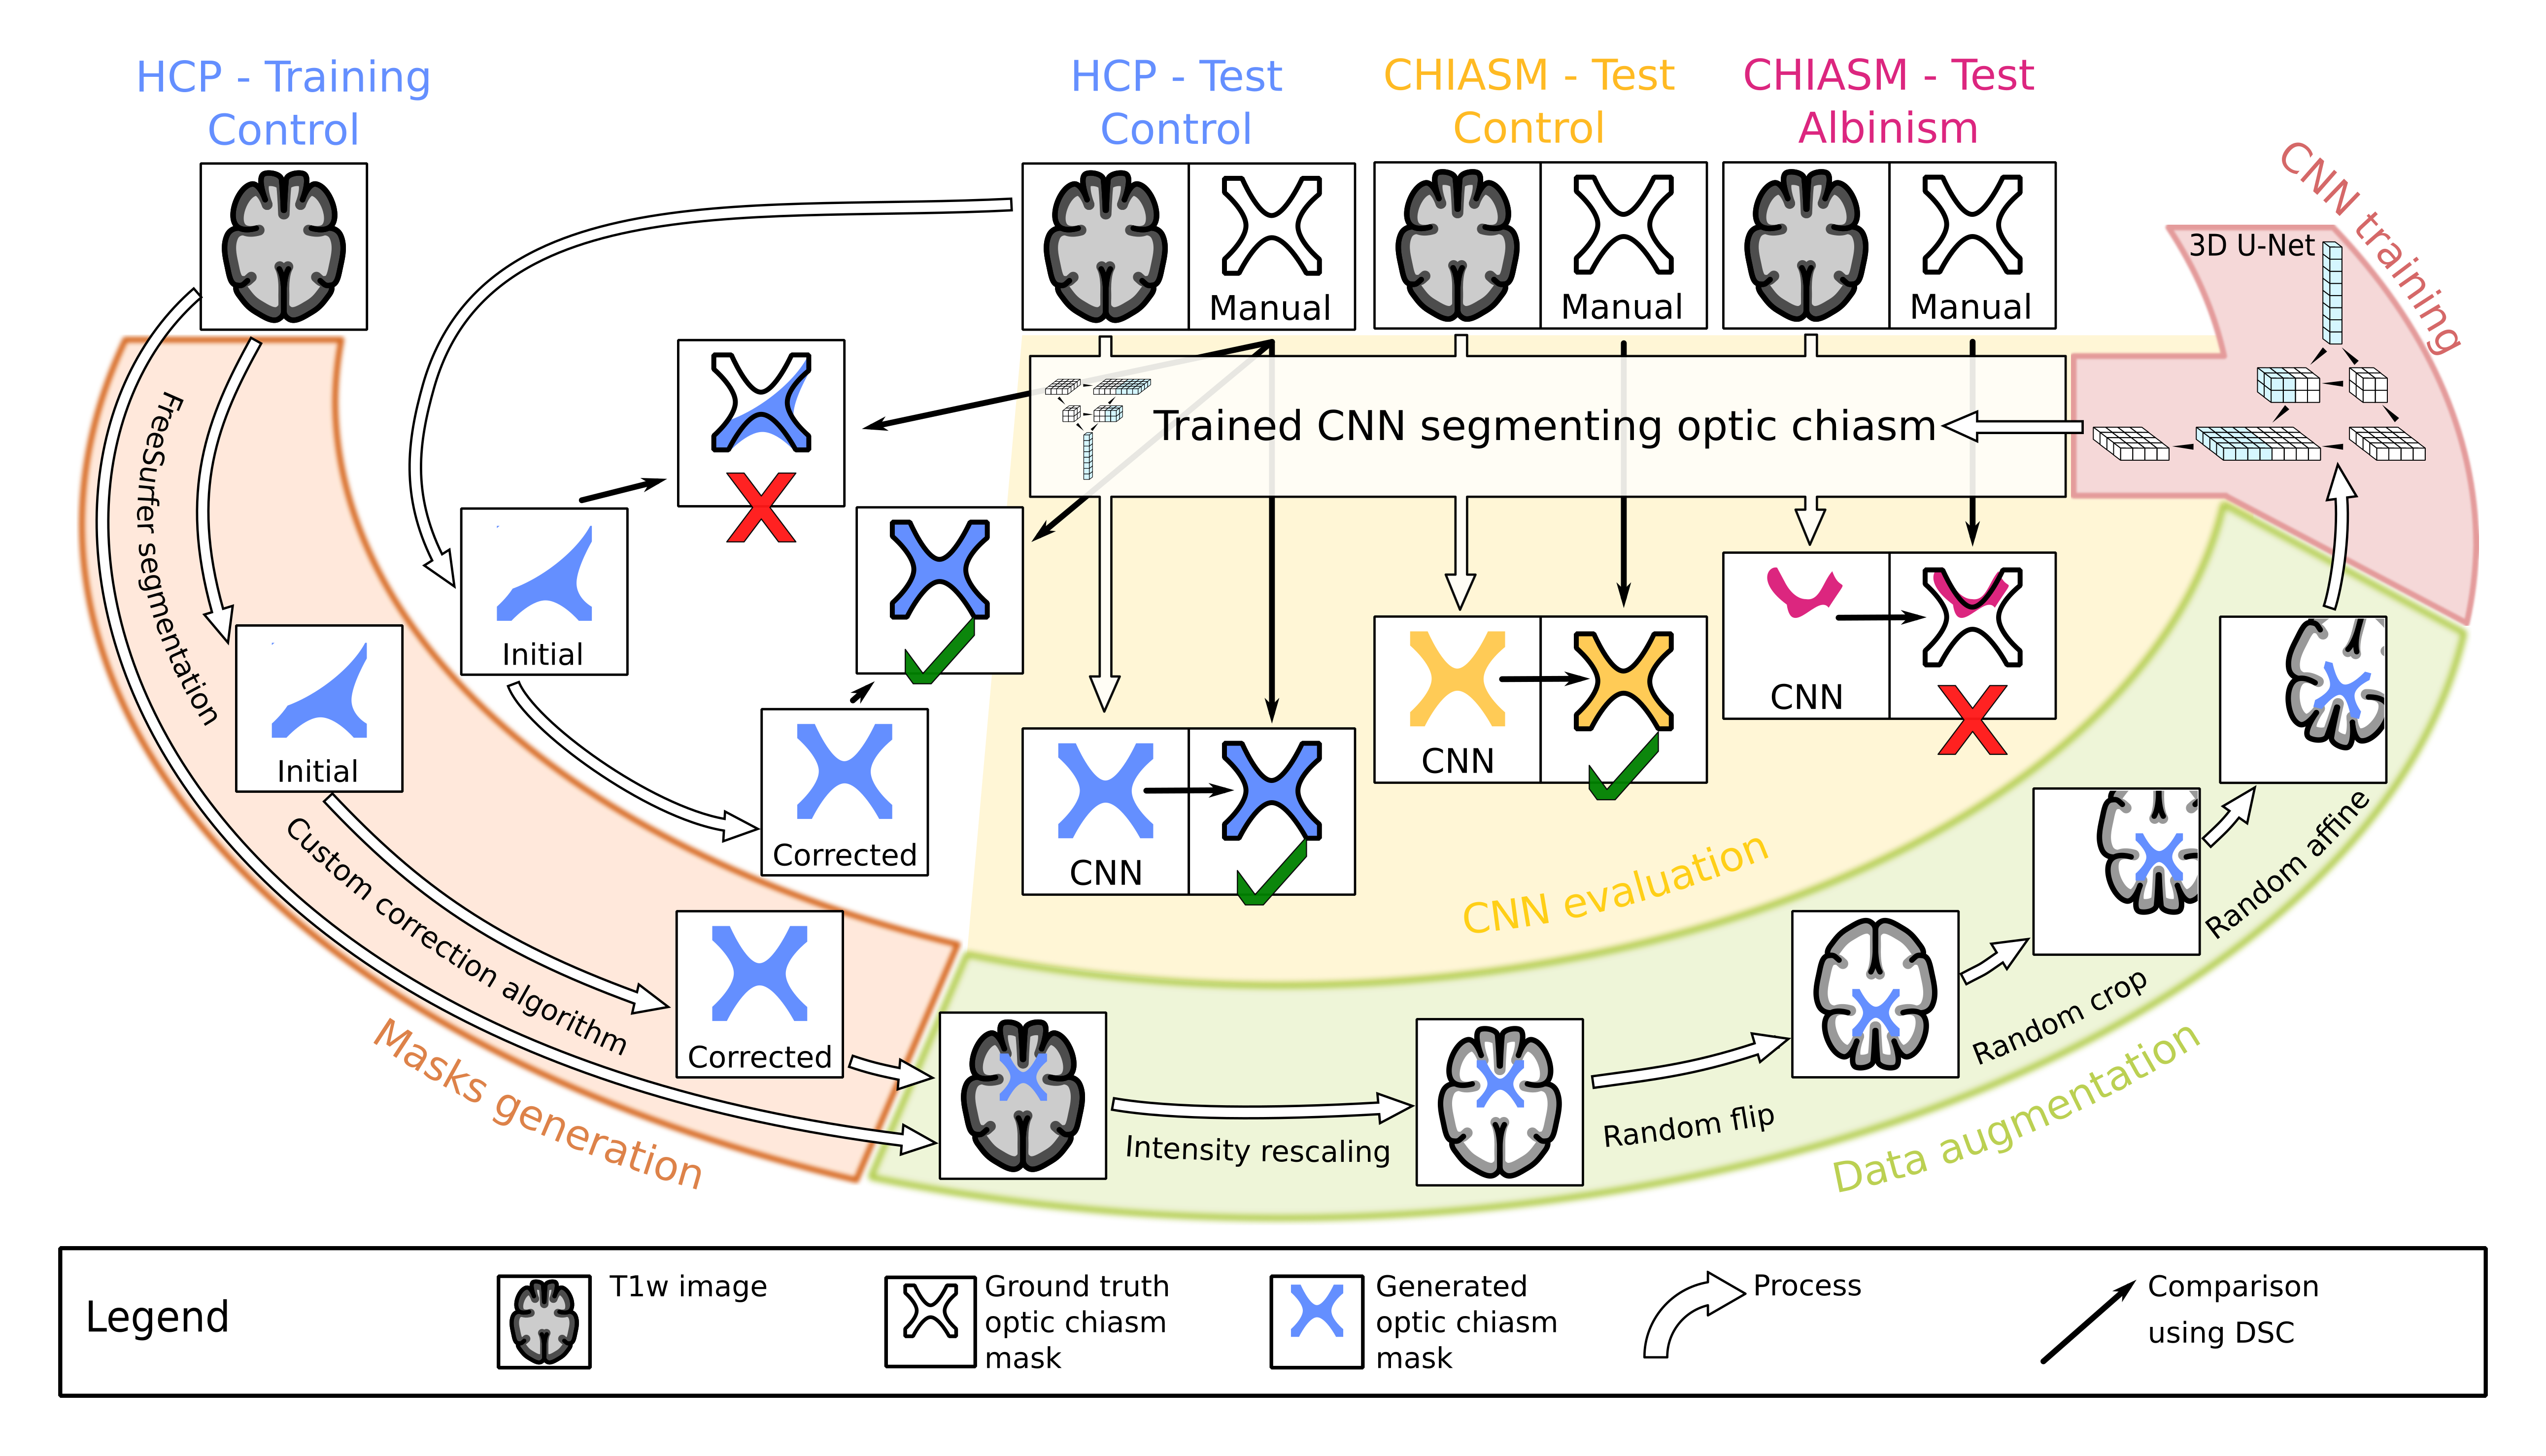 HCP - Training
Control
HCP - Test
Control
CHIASM - Test
Control
CHIASM - Test
Albinism
CNN training
3D U-Net
Manual
Manual
Manual
Trained CNN segmenting optic chiasm
FreeSurfer segmentation
Initial
Initial
CNN
CNN
CNN
Corrected
Custom correction algorithm
Corrected
Masks generation
CNN evaluation
Intensity rescaling
Random flip
Random crop
Random affine
Data augmentation
Legend
T1w image
Ground truth
optic chiasm
mask
Generated
optic chiasm
mask
Process
Comparison
using DSC